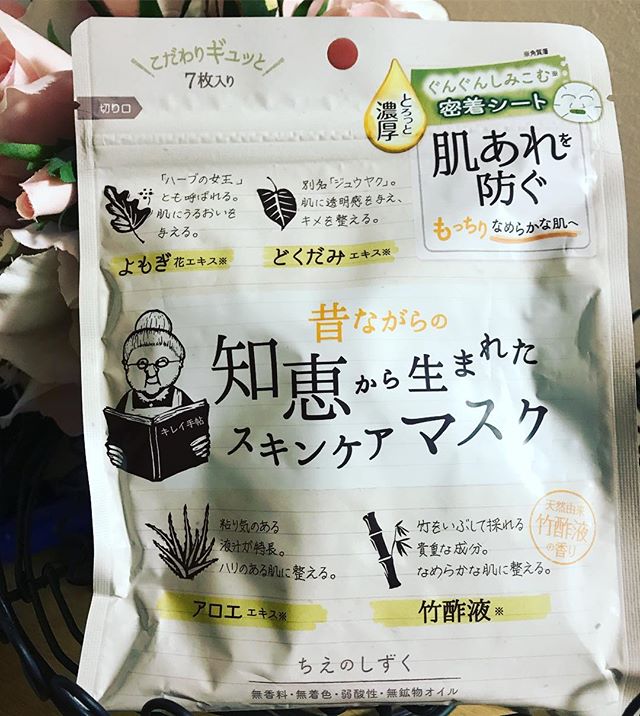 こだわりギュッと
7枚入り
切り口
※角質層
とろっと
濃厚
ぐんぐんしみこむ※
密着シート
肌あれを
防ぐ
もっちりなめらかな肌へ
「ハーブの女王」
とも呼ばれる。
肌にうるおいを
与える。
よもぎ花エキス※
別名「ジュウヤク」。
肌に透明感を与え、
キメを整える。
どくだみエキス※
昔ながらの
知恵から生まれた
スキンケアマスク
キレイ手帖
粘り気のある
液汁が特長。
ハリのある肌に整える。
アロエエキス※
竹をいぶして採れる
貴重な成分。
なめらかな肌に整える。
竹酢液※
天然由来
竹酢液
の香り
ちえのしずく
無香料・無着色・弱酸性・無鉱物オイル